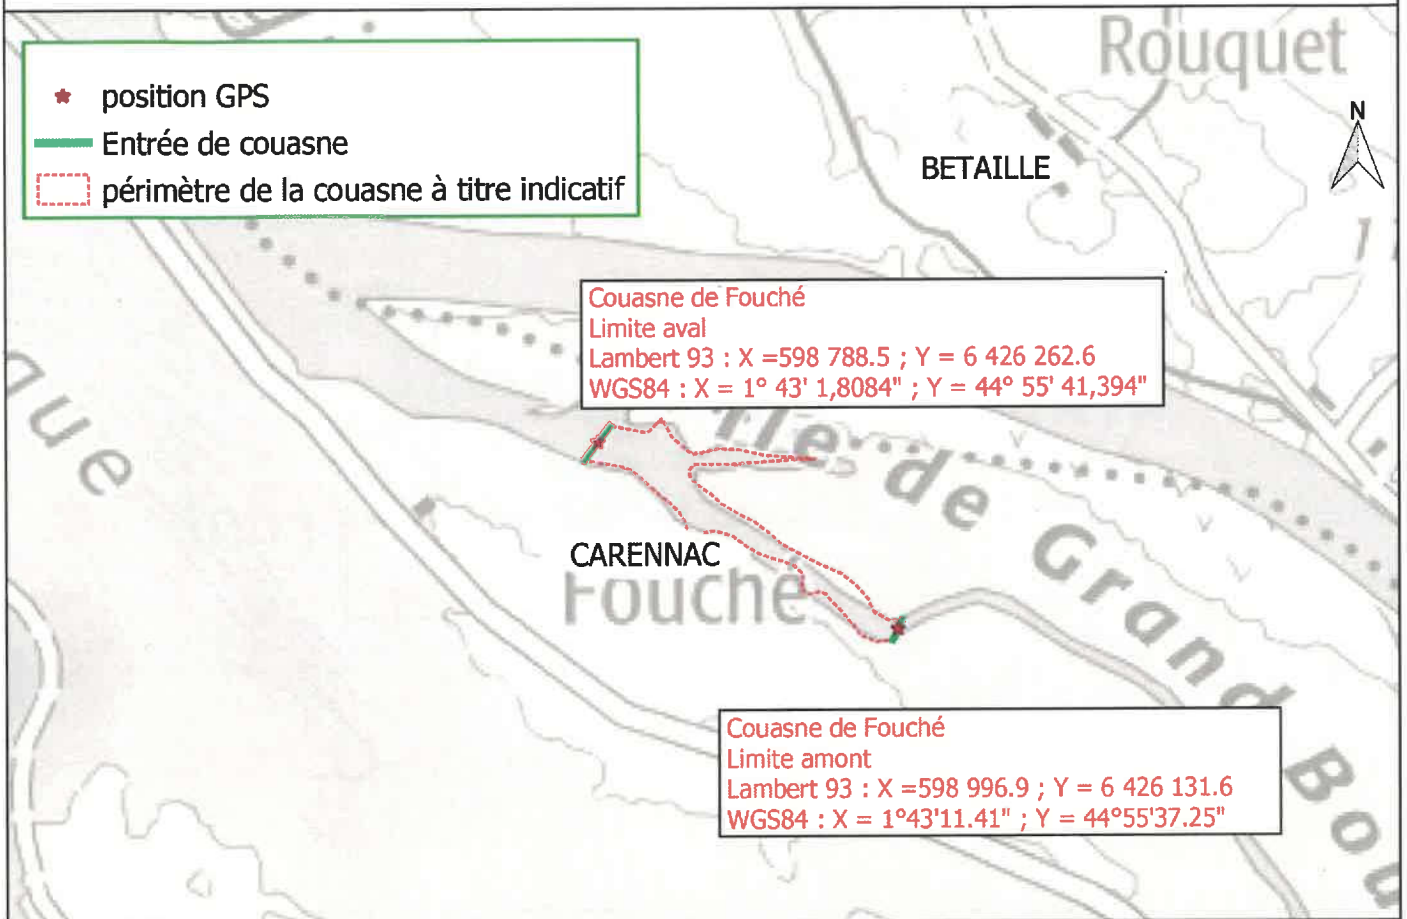 Rouquet
position GPS
Entrée de couasne
périmètre de la couasne à titre indicatif
N
BETAILLE
Couasne de Fouché
Limite aval
Lambert 93 : X =598 788.5 ; Y = 6 426 262.6
WGS84 : X = 1° 43' 1,8084" ; Y = 44° 55' 41,394"
que
Île de Grand Bou
CARENNAC
Fouché
Couasne de Fouché
Limite amont
Lambert 93 : X =598 996.9 ; Y = 6 426 131.6
WGS84 : X = 1°43'11.41" ; Y = 44°55'37.25"